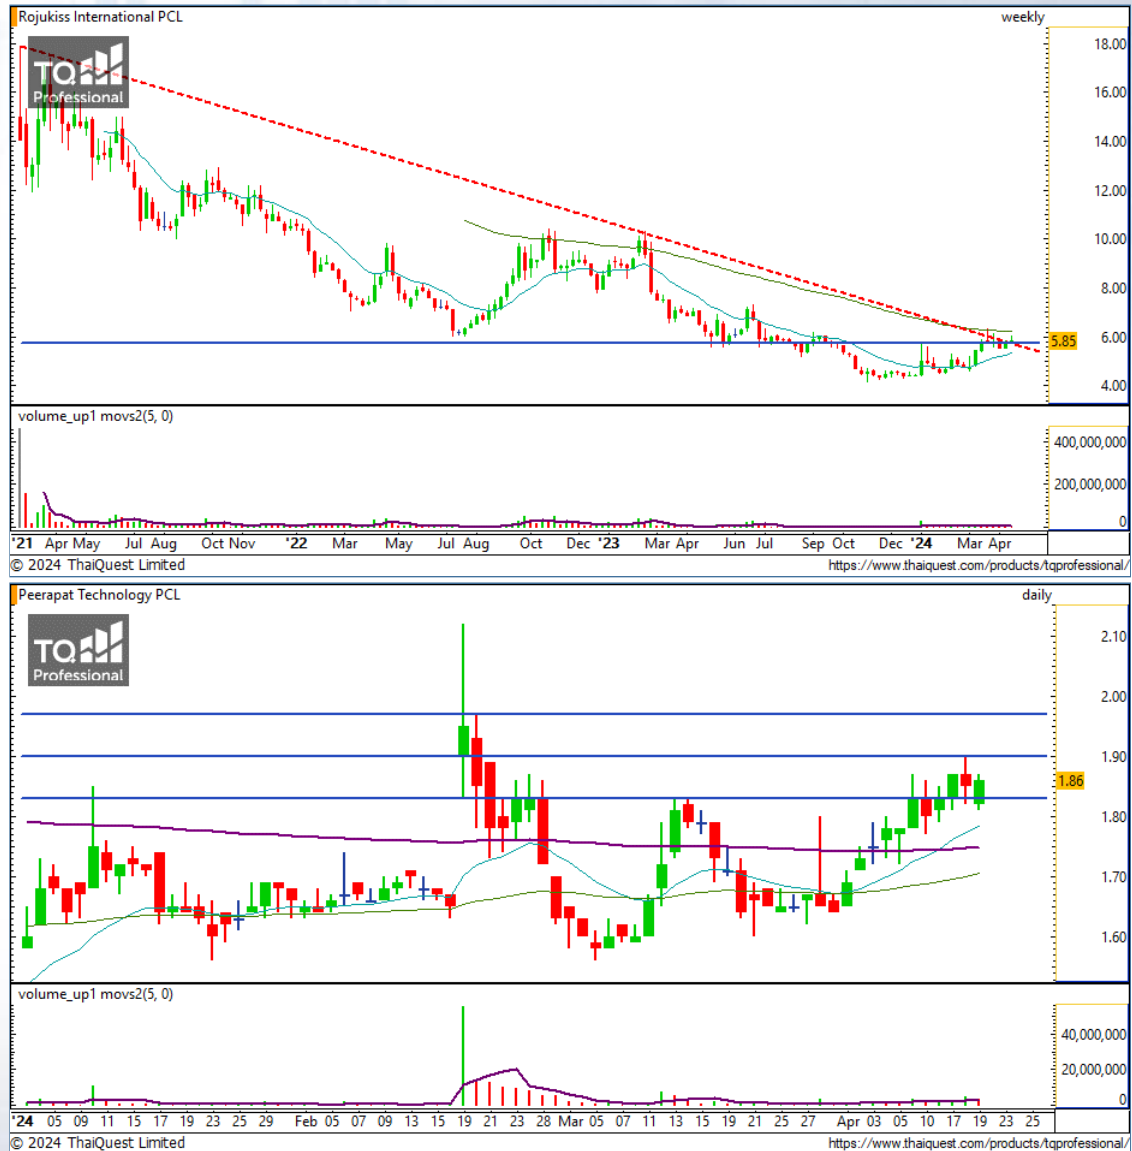 Rojukiss International PCL weekly
TQ
Professional
18.00
16.00
14.00
12.00
10.00
8.00
6.00
5.85
4.00
volume_up1 movs2(5, 0)
400,000,000
200,000,000
0
'21 Apr May Jul Aug Oct Nov '22 Mar May Jul Aug Oct Dec '23 Mar Apr Jun Jul Sep Oct Dec '24 Mar Apr
© 2024 ThaiQuest Limited https://www.thaiquest.com/products/tqprofessional/
Peerapat Technology PCL daily
TQ
Professional
2.10
2.00
1.90
1.86
1.80
1.70
1.60
volume_up1 movs2(5, 0)
40,000,000
20,000,000
0
'24 05 09 11 15 17 19 23 25 29 Feb 05 07 09 13 15 19 21 23 28 Mar 05 07 11 13 15 19 21 25 27 29 Apr 03 05 10 17 19 23 25
© 2024 ThaiQuest Limited https://www.thaiquest.com/products/tqprofessional/